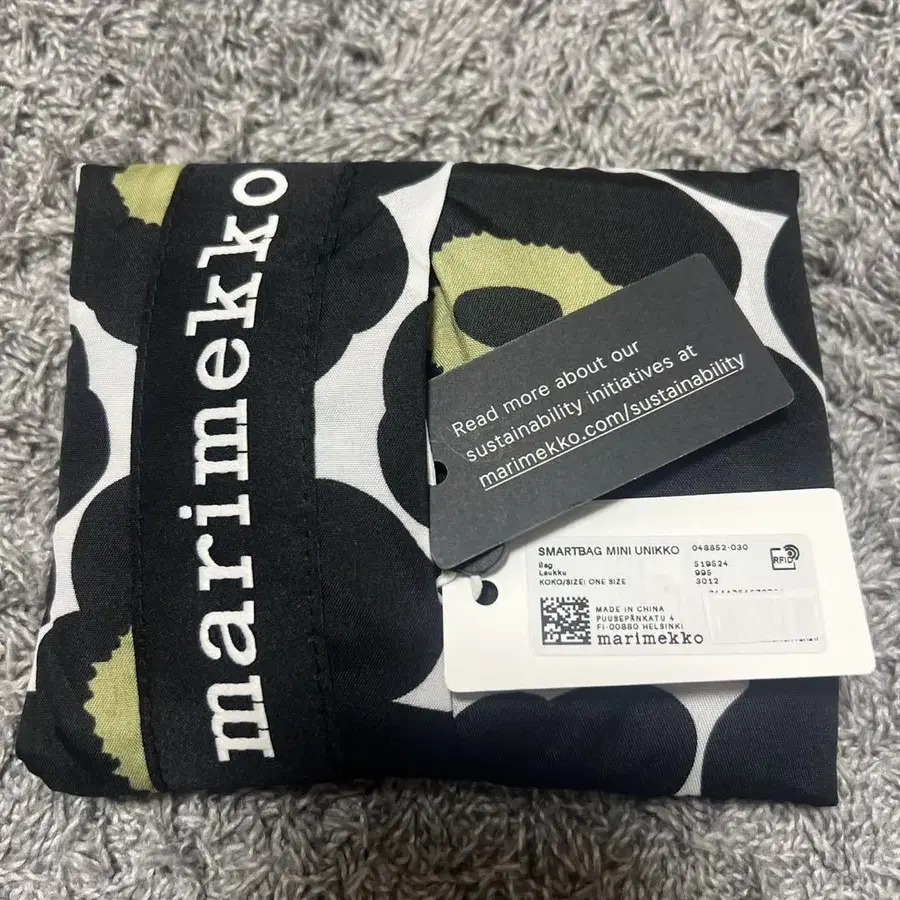 marimekko
Read more about our
sustainability initiatives at
marimekko.com/sustainability
SMARTBAG MINI UNIKKO 048852-030
Bag 519524
Laukku 995
KOKO/SIZE: ONE SIZE 3012
RFID
MADE IN CHINA
PUUSEPÄNKATU 4
FI-00880 HELSINKI
marimekko